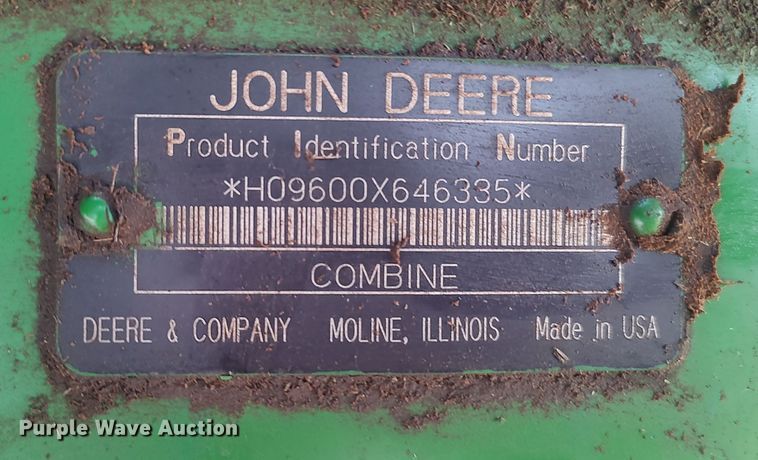 JOHN DEERE
Product Identification Number
*H09600X646335*
COMBINE
DEERE & COMPANY MOLINE, ILLINOIS Made in USA
Purple Wave Auction